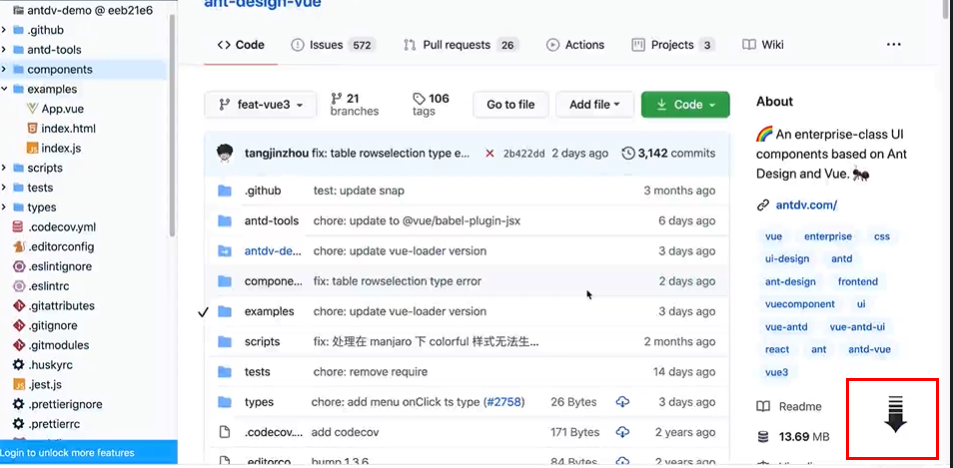 antdv-demo @ eeb21e6
.github
antd-tools
components
examples
App.vue
index.html
index.js
scripts
tests
types
.codecov.yml
.editorconfig
.eslintignore
.eslintrc
.gitattributes
.gitignore
.gitmodules
.huskyrc
.jest.js
.prettierignore
.prettierrc
Login to unlock more features
ant-design-vue
Code
Issues 572
Pull requests 26
Actions
Projects 3
Wiki
feat-vue3
21 branches
106 tags
Go to file
Add file
Code
tangjinzhou fix: table rowselection type e... 2b422dd 2 days ago 3,142 commits
.github test: update snap 3 months ago
antd-tools chore: update to @vue/babel-plugin-jsx 6 days ago
antdv-de... chore: update vue-loader version 3 days ago
compone... fix: table rowselection type error 2 days ago
examples chore: update vue-loader version 3 days ago
scripts fix: 处理在 manjaro 下 colorful 样式无法生... 2 months ago
tests chore: remove require 14 days ago
types chore: add menu onClick ts type (#2758) 26 Bytes 3 days ago
.codecov.... add codecov 171 Bytes 2 years ago
.editorco... bump 1.3.6 84 Bytes 2 years ago
About
An enterprise-class UI
components based on Ant
Design and Vue.
antdv.com/
vue enterprise css
ui-design antd
ant-design frontend
vuecomponent ui
vue-antd vue-antd-ui
react ant antd-vue
vue3
Readme
13.69 MB